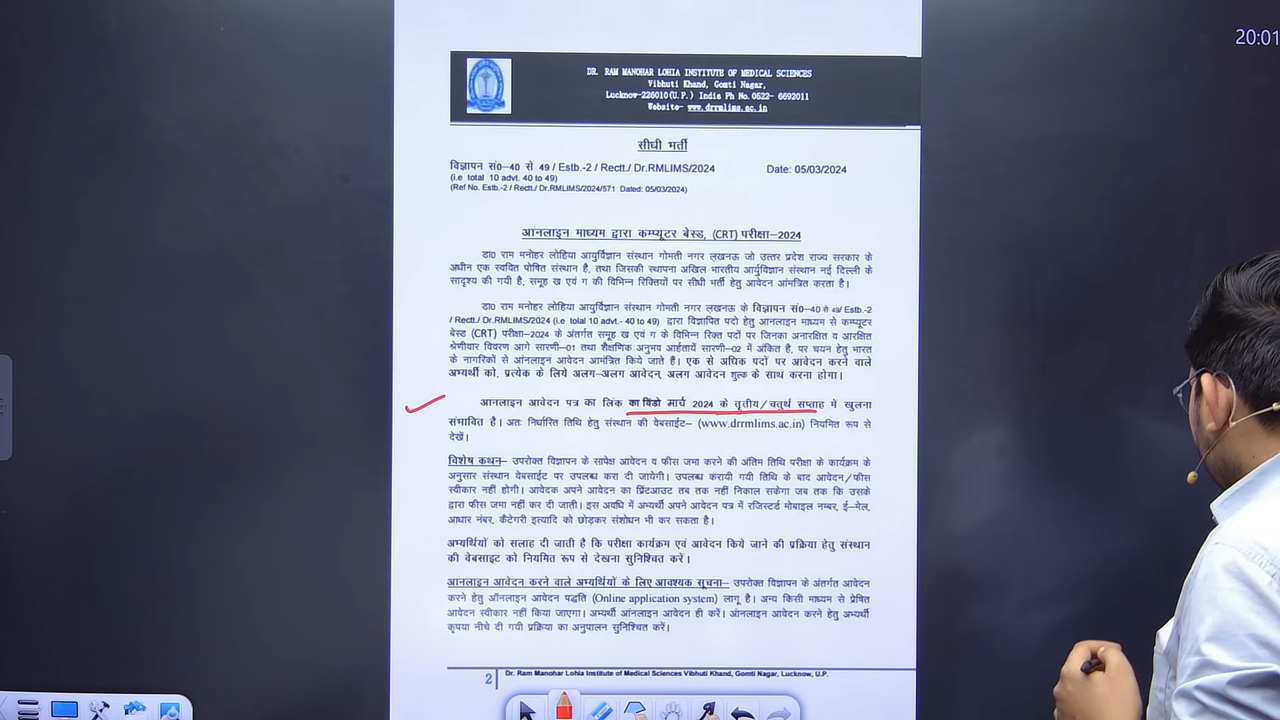 20:01
DR. RAM MANOHAR LOHIA INSTITUTE OF MEDICAL SCIENCES
Vibhuti Khand, Gomti Nagar,
Lucknow-226010(U.P.) India Ph No.0522- 6692011
Website- www.drrmlims.ac.in
सीधी भर्ती
विज्ञापन सं0-40 से 49 / Estb.-2 / Rectt./ Dr.RMLIMS/2024 Date: 05/03/2024
(i.e total 10 advt. 40 to 49)
(Ref No. Estb.-2 / Rectt./ Dr.RMLIMS/2024/571 Dated: 05/03/2024)
आनलाइन माध्यम द्वारा कम्प्यूटर बेस्ड, (CRT) परीक्षा–2024
डा0 राम मनोहर लोहिया आयुर्विज्ञान संस्थान गोमती नगर लखनऊ जो उत्तर प्रदेश राज्य सरकार के
अधीन एक स्ववित पोषित संस्थान है, तथा जिसकी स्थापना अखिल भारतीय आर्युविज्ञान संस्थान नई दिल्ली के
सादृश्य की गयी है, समूह ख एवं ग की विभिन्न रिक्तियों पर सीधी भर्ती हेतु आवेदन आंमत्रित करता है।
डा0 राम मनोहर लोहिया आयुर्विज्ञान संस्थान गोमती नगर लखनऊ के विज्ञापन सं0–40 से 49/ Estb.-2
/ Rectt./ Dr.RMLIMS/2024 (i.e total 10 advt.- 40 to 49) द्वारा विज्ञापित पदो हेतु आनलाइन माध्यम से कम्प्यूटर
बेस्ड (CRT) परीक्षा–2024 के अंतर्गत समूह ख एवं ग के विभिन्न रिक्त पदों पर जिनका अनारक्षित व आरक्षित
श्रेणीवार विवरण आगे सारणी–01 तथा शैक्षणिक अनुभव आर्हतायें सारणी–02 में अंकित है, पर चयन हेतु भारत
के नागरिकों से आंनलाइन आवेदन आमंत्रित किये जाते हैं। एक से अधिक पदों पर आवेदन करने वाले
अभ्यर्थी को, प्रत्येक के लिये अलग–अलग आवेदन, अलग आवेदन शुल्क के साथ करना होगा।
आनलाइन आवेदन पत्र का लिंक का विंडो मार्च 2024 के तृतीय/चतुर्थ सप्ताह में खुलना
संभावित है। अतः निर्धारित तिथि हेतु संस्थान की वेबसाईट– (www.drrmlims.ac.in) नियमित रूप से
देखें।
विशेष कथन– उपरोक्त विज्ञापन के सापेक्ष आवेदन व फीस जमा करने की अंतिम तिथि परीक्षा के कार्यक्रम के
अनुसार संस्थान वेबसाईट पर उपलब्ध करा दी जायेगी। उपलब्ध करायी गयी तिथि के बाद आवेदन/फीस
स्वीकार नहीं होगी। आवेदक अपने आवेदन का प्रिंटआउट तब तक नहीं निकाल सकेगा जब तक कि उसके
द्वारा फीस जमा नहीं कर दी जाती। इस अवधि में अभ्यर्थी अपने आवेदन पत्र में रजिस्टर्ड मोबाइल नम्बर, ई–मेल,
आधार नंबर, कैटेगरी इत्यादि को छोड़कर संशोधन भी कर सकता है।
अभ्यर्थियों को सलाह दी जाती है कि परीक्षा कार्यक्रम एवं आवेदन किये जाने की प्रक्रिया हेतु संस्थान
की वेबसाइट को नियमित रूप से देखना सुनिश्चित करें।
आनलाइन आवेदन करने वाले अभ्यर्थियों के लिए आवश्यक सूचना– उपरोक्त विज्ञापन के अंतर्गत आवेदन
करने हेतु ऑनलाइन आवेदन पद्धति (Online application system) लागू है। अन्य किसी माध्यम से प्रेषित
आवेदन स्वीकार नहीं किया जाएगा। अभ्यर्थी आंनलाइन आवेदन ही करें। आंनलाइन आवेदन करने हेतु अभ्यर्थी
कृपया नीचे दी गयी प्रक्रिया का अनुपालन सुनिश्चित करें।
2 Dr. Ram Manohar Lohia Institute of Medical Sciences Vibhuti Khand, Gomti Nagar, Lucknow, U.P.